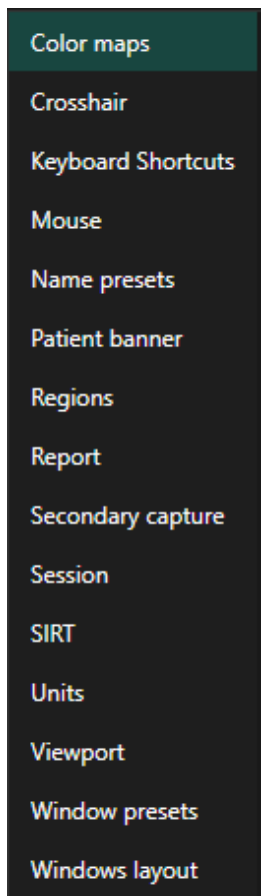 Color maps
Crosshair
Keyboard Shortcuts
Mouse
Name presets
Patient banner
Regions
Report
Secondary capture
Session
SIRT
Units
Viewport
Window presets
Windows layout